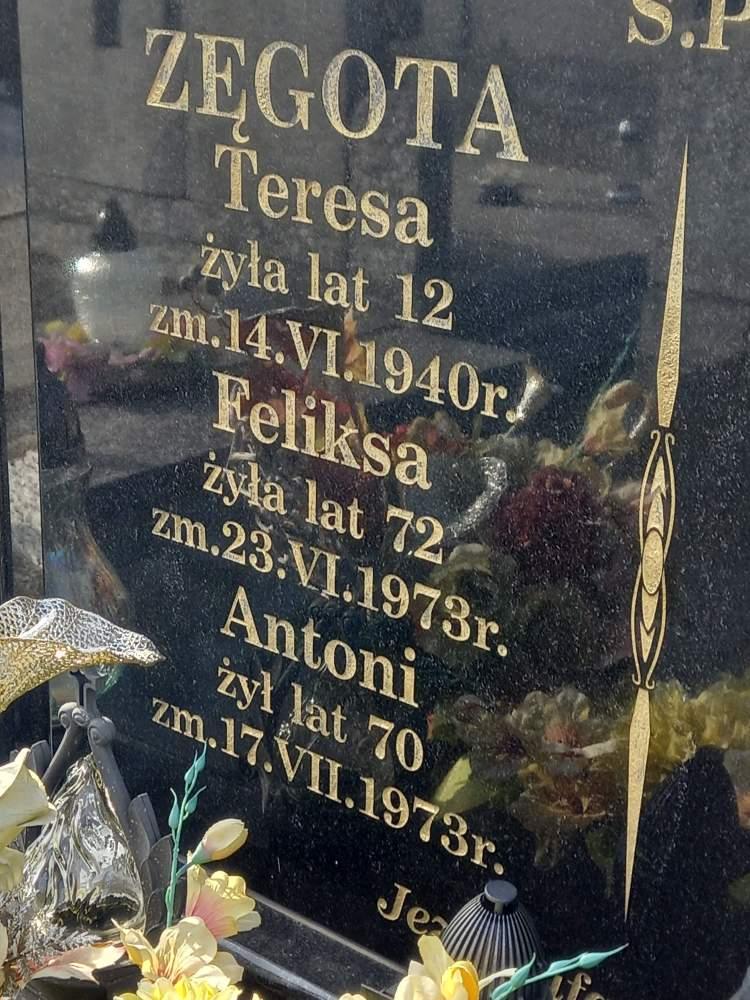 Ś.P
ZĘGOTA
Teresa
żyła lat 12
zm.14.VI.1940r.
Feliksa
żyła lat 72
zm.23.VI.1973r.
Antoni
żył lat 70
zm.17.VII.1973r.